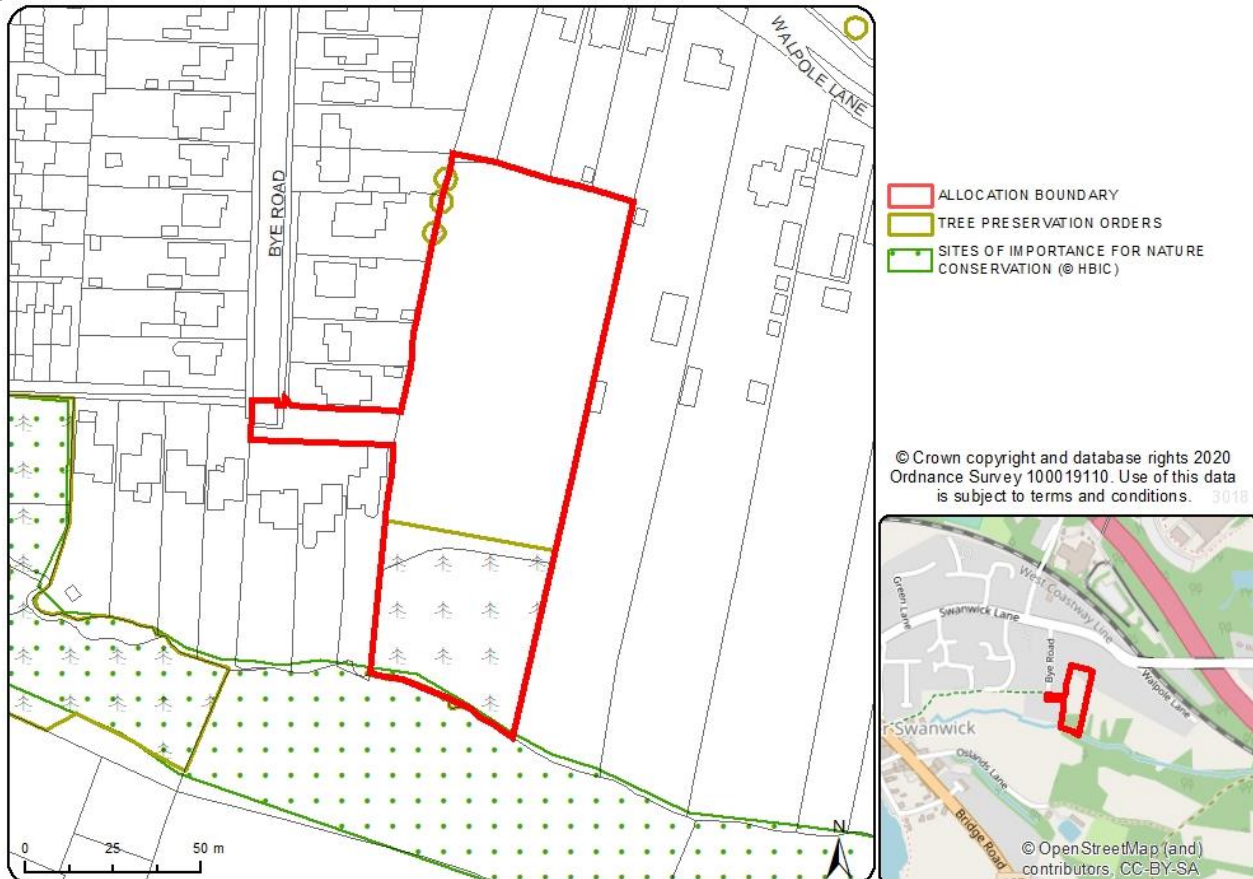 WALPOLE LANE
BYE ROAD
0 25 50 m
N
ALLOCATION BOUNDARY
TREE PRESERVATION ORDERS
SITES OF IMPORTANCE FOR NATURE
CONSERVATION (© HBIC)
© Crown copyright and database rights 2020
Ordnance Survey 100019110. Use of this data
is subject to terms and conditions. 3018
West Coastway Line
Green Lane
Swanwick Lane
Bye Road
Walpole Lane
r Swanwick
Oslands Lane
Bridge Road
© OpenStreetMap (and)
contributors, CC-BY-SA